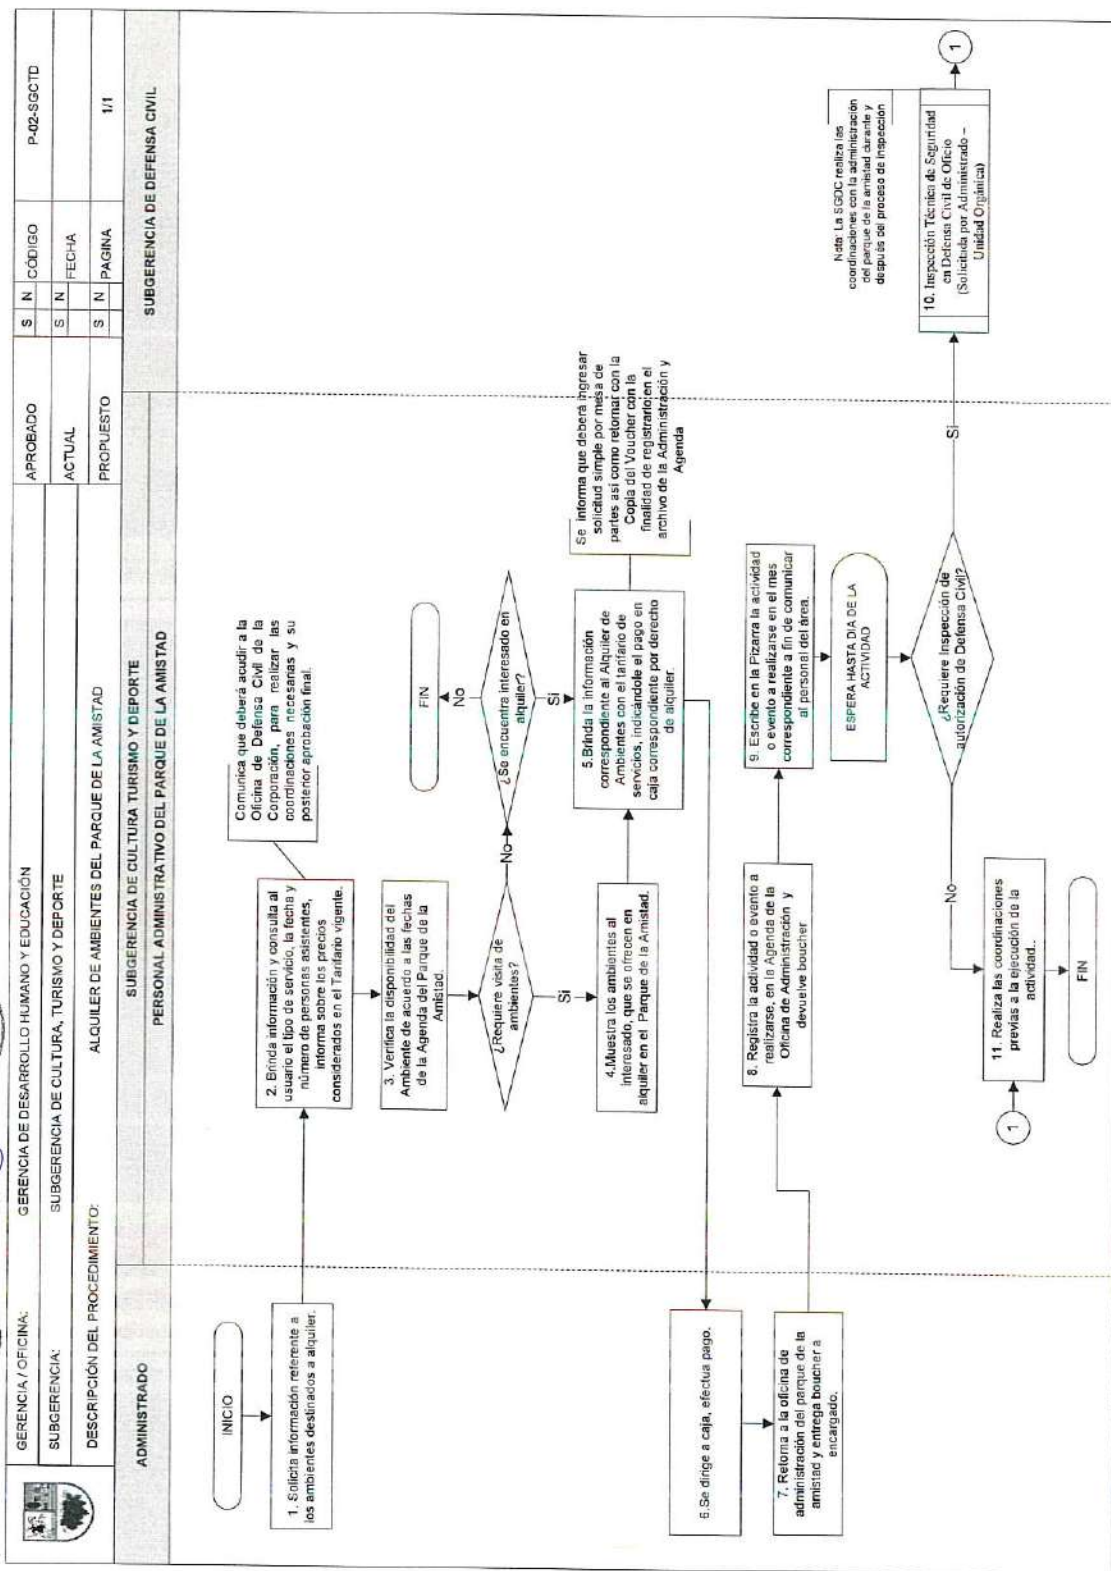 GERENCIA / OFICINA: GERENCIA DE DESARROLLO HUMANO Y EDUCACIÓN APROBADO S N CÓDIGO P-02-SGCTD
SUBGERENCIA: SUBGERENCIA DE CULTURA, TURISMO Y DEPORTE ACTUAL S N FECHA
DESCRIPCIÓN DEL PROCEDIMIENTO: ALQUILER DE AMBIENTES DEL PARQUE DE LA AMISTAD PROPUESTO S N PAGINA 1/1
ADMINISTRADO
SUBGERENCIA DE CULTURA TURISMO Y DEPORTE
PERSONAL ADMINISTRATIVO DEL PARQUE DE LA AMISTAD
SUBGERENCIA DE DEFENSA CIVIL
INICIO
1. Solicita información referente a
los ambientes destinados a alquiler.
2. Brinda información y consulta al
usuario el tipo de servicio, la fecha y
número de personas asistentes,
informa sobre los precios
considerados en el Tarifario vigente.
Comunica que deberá acudir a la
Oficina de Defensa Civil de la
Corporación, para realizar las
coordinaciones necesarias y su
posterior aprobación final.
3. Verifica la disponibilidad del
Ambiente de acuerdo a las fechas
de la Agenda del Parque de la
Amistad.
¿Requiere visita de
ambientes?
No
¿Se encuentra interesado en
alquiler?
No
FIN
Si
Si
4.Muestra los ambientes al
interesado, que se ofrecen en
alquiler en el Parque de la Amistad.
5.Brinda la información
correspondiente al Alquiler de
Ambientes con el tarifario de
servicios, indicándole el pago en
caja correspondiente por derecho
de alquiler.
Se informa que deberá ingresar
solicitud simple por mesa de
partes así como retornar con la
Copia del Voucher con la
finalidad de registrarlo en el
archivo de la Administración y
Agenda
6.Se dirige a caja, efectua pago.
7. Retorna a la oficina de
administración del parque de la
amistad y entrega boucher a
encargado.
8. Registra la actividad o evento a
realizarse, en la Agenda de la
Oficina de Administración y
devuelve boucher
9. Escribe en la Pizarra la actividad
o evento a realizarse en el mes
correspondiente a fin de comunicar
al personal del área.
ESPERA HASTA DIA DE LA
ACTIVIDAD
¿Requiere Inspección de
autorización de Defensa Civil?
No
Si
Nota: La SGDC realiza las
coordinaciones con la administración
del parque de la amistad durante y
después del proceso de inspección
10. Inspección Técnica de Seguridad
en Defensa Civil de Oficio
(Solicitada por Administrado –
Unidad Orgánica)
1
1
11. Realiza las coordinaciones
previas a la ejecución de la
actividad..
FIN